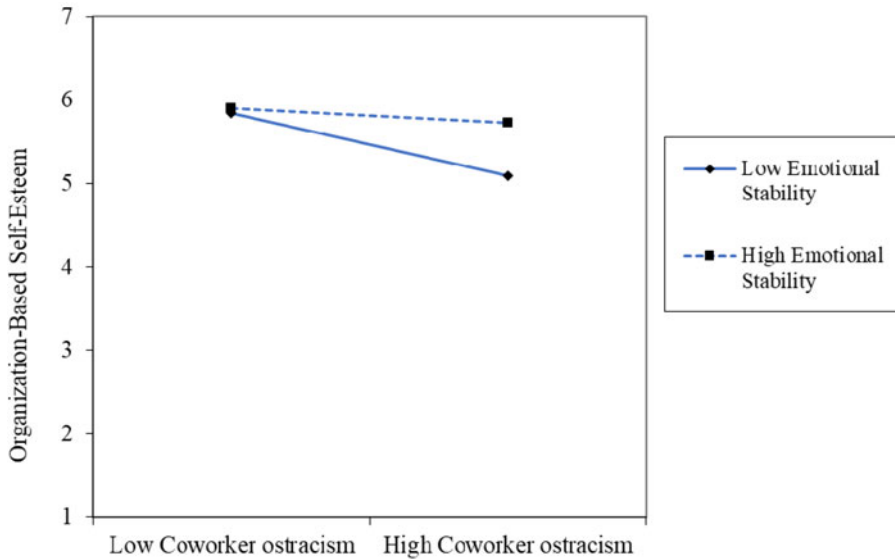 7
6
5
4
3
2
1
Organization-Based Self-Esteem
Low Coworker ostracism
High Coworker ostracism
Low Emotional
Stability
High Emotional
Stability